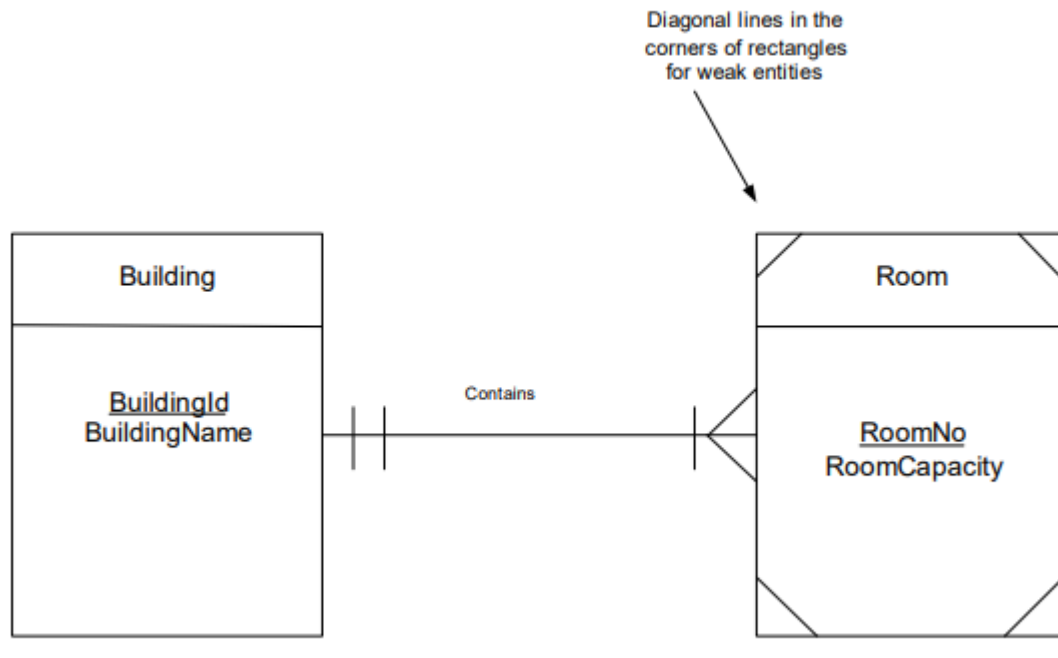 Diagonal lines in the
corners of rectangles
for weak entities
Building
Room
Contains
BuildingId
BuildingName
RoomNo
RoomCapacity